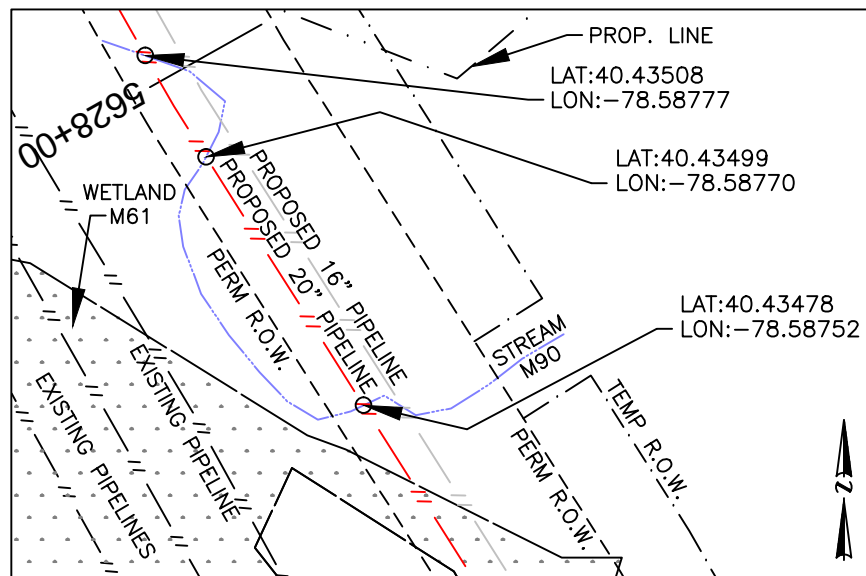 PROP. LINE
LAT:40.43508
LON:-78.58777
5628+00
LAT:40.43499
LON:-78.58770
WETLAND
M61
PROPOSED 16" PIPELINE
PROPOSED 20" PIPELINE
PERM R.O.W.
LAT:40.43478
LON:-78.58752
STREAM
M90
EXISTING PIPELINE
EXISTING PIPELINES
TEMP R.O.W.
PERM R.O.W.
N